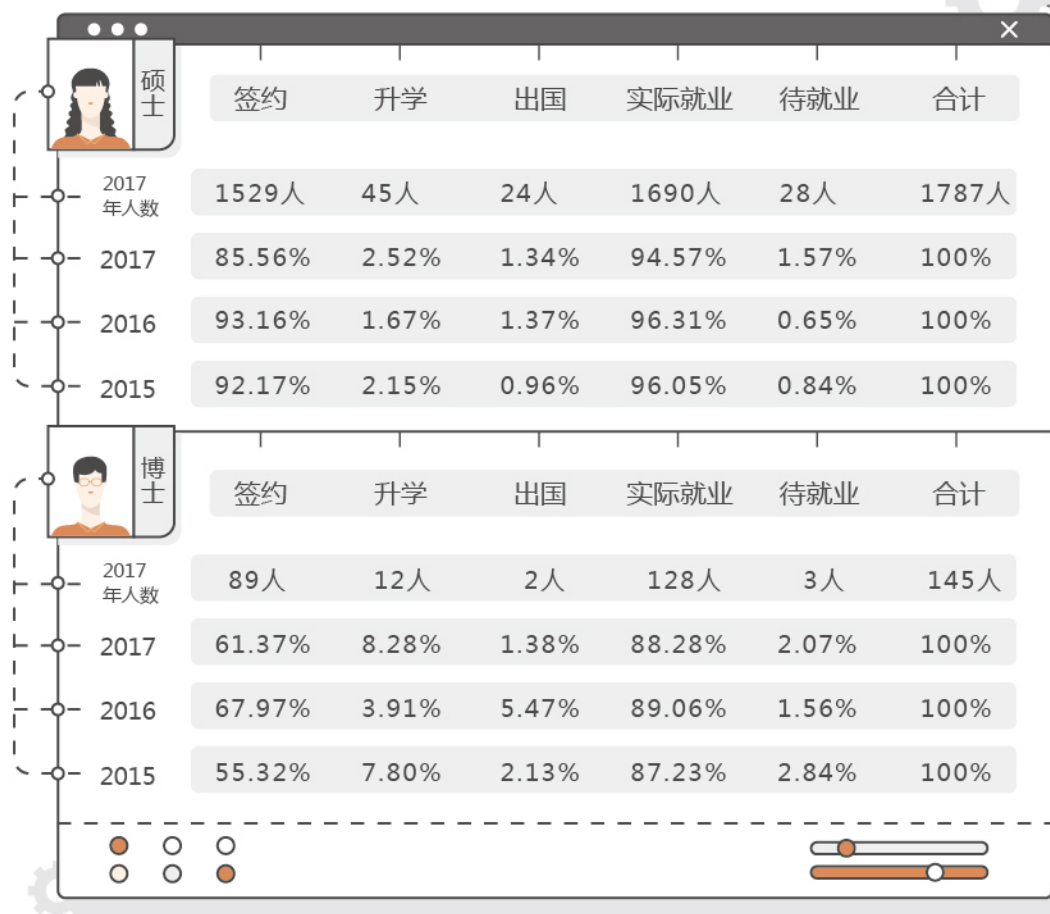 硕士
签约 升学 出国 实际就业 待就业 合计
2017
年人数 1529人 45人 24人 1690人 28人 1787人
2017 85.56% 2.52% 1.34% 94.57% 1.57% 100%
2016 93.16% 1.67% 1.37% 96.31% 0.65% 100%
2015 92.17% 2.15% 0.96% 96.05% 0.84% 100%
博士
签约 升学 出国 实际就业 待就业 合计
2017
年人数 89人 12人 2人 128人 3人 145人
2017 61.37% 8.28% 1.38% 88.28% 2.07% 100%
2016 67.97% 3.91% 5.47% 89.06% 1.56% 100%
2015 55.32% 7.80% 2.13% 87.23% 2.84% 100%